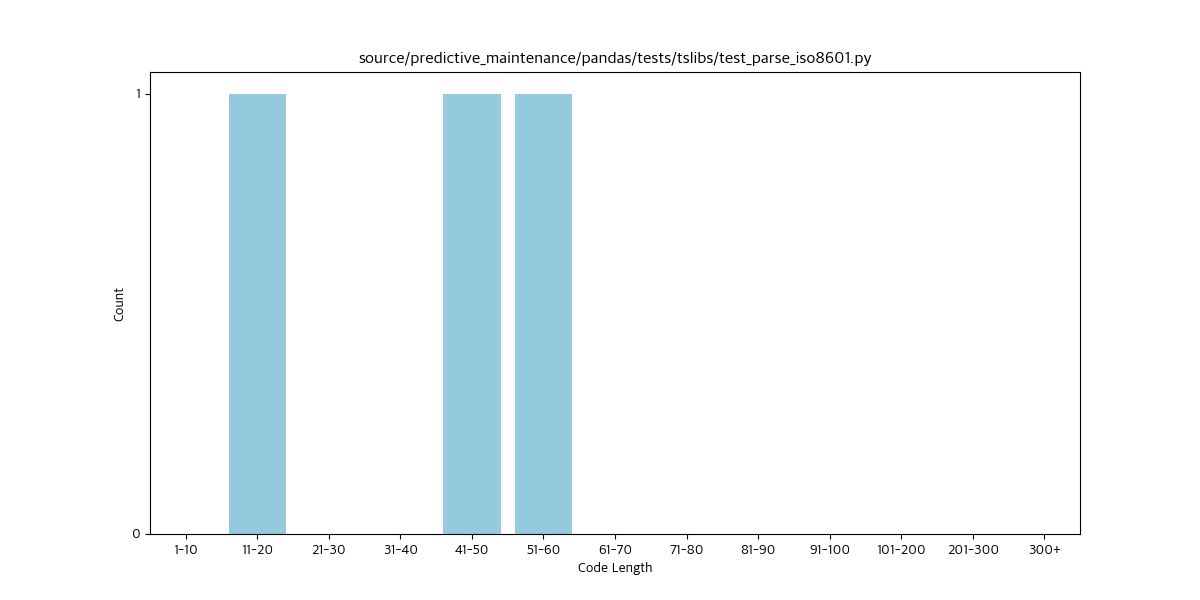 source/predictive_maintenance/pandas/tests/tslibs/test_parse_iso8601.py
1
Count
0
1-10 11-20 21-30 31-40 41-50 51-60 61-70 71-80 81-90 91-100 101-200 201-300 300+
Code Length